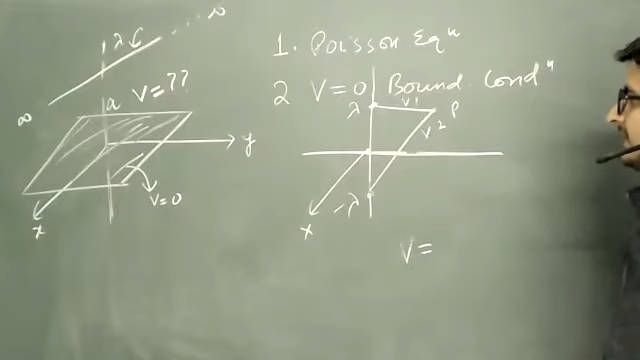 1. Poisson Eqⁿ
2 V=0 Bound. Condⁿ
λ
∞
∞
a
V=??
y
V=0
x
λ
V1
P
V2
-λ
x
V=